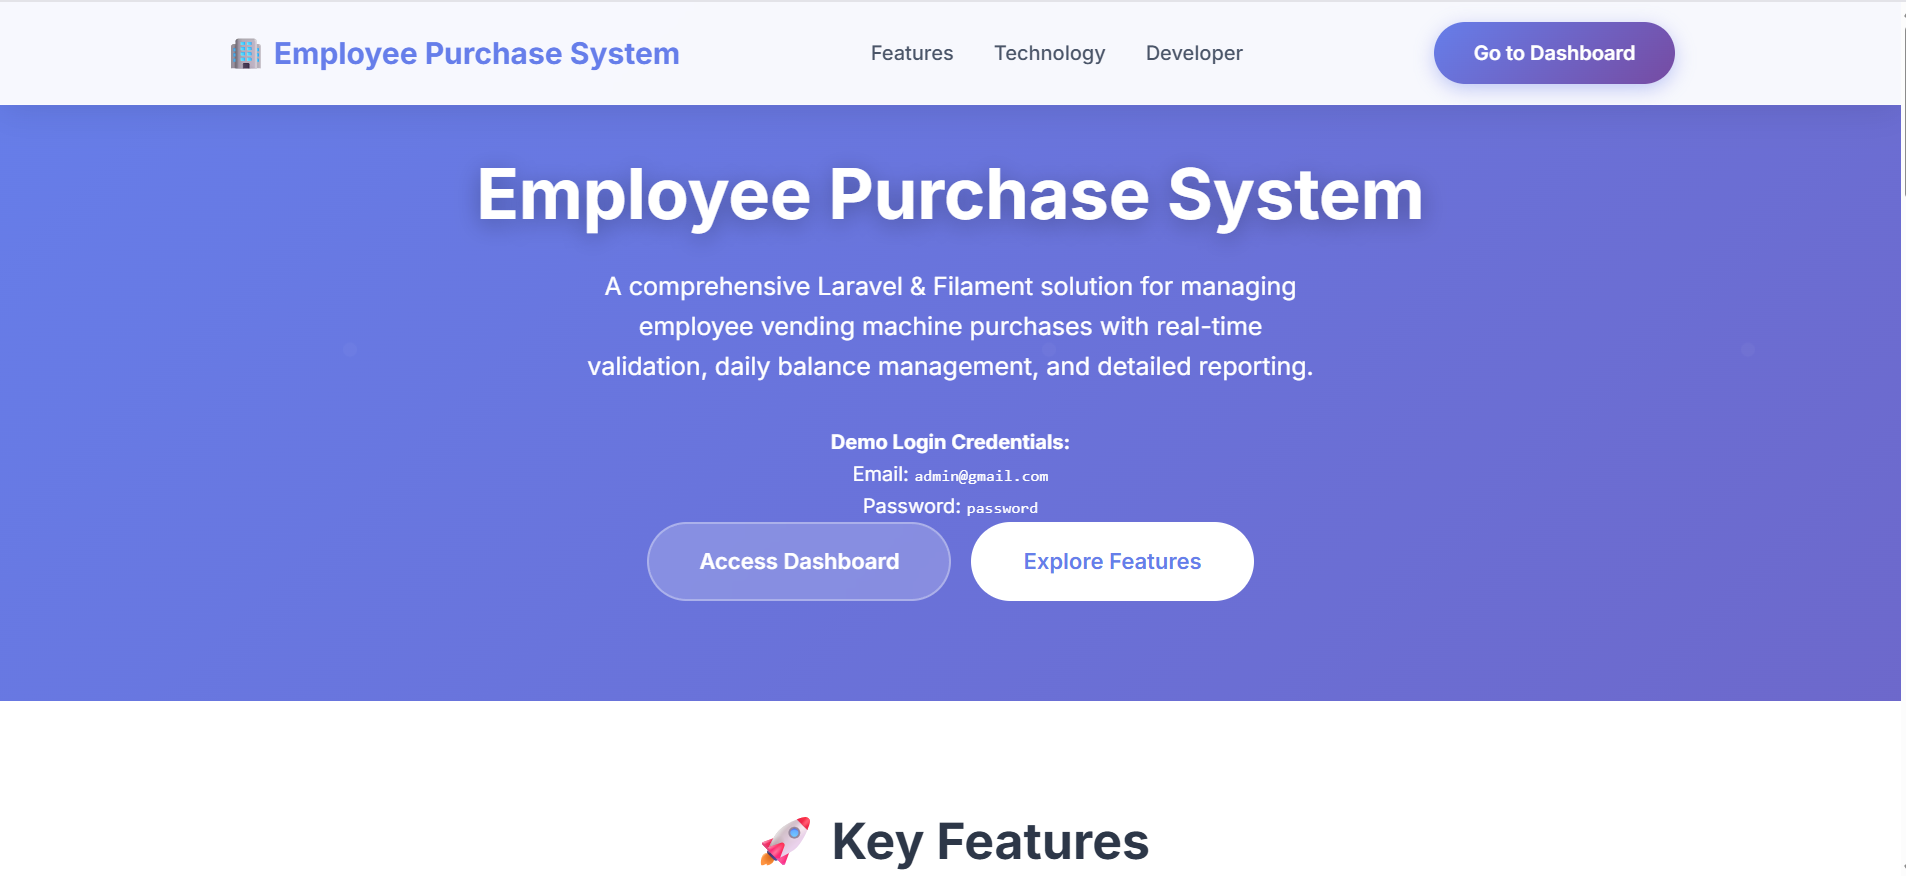 Employee Purchase System
Features
Technology
Developer
Go to Dashboard
Employee Purchase System
A comprehensive Laravel & Filament solution for managing
employee vending machine purchases with real-time
validation, daily balance management, and detailed reporting.
Demo Login Credentials:
Email: admin@gmail.com
Password: password
Access Dashboard
Explore Features
Key Features